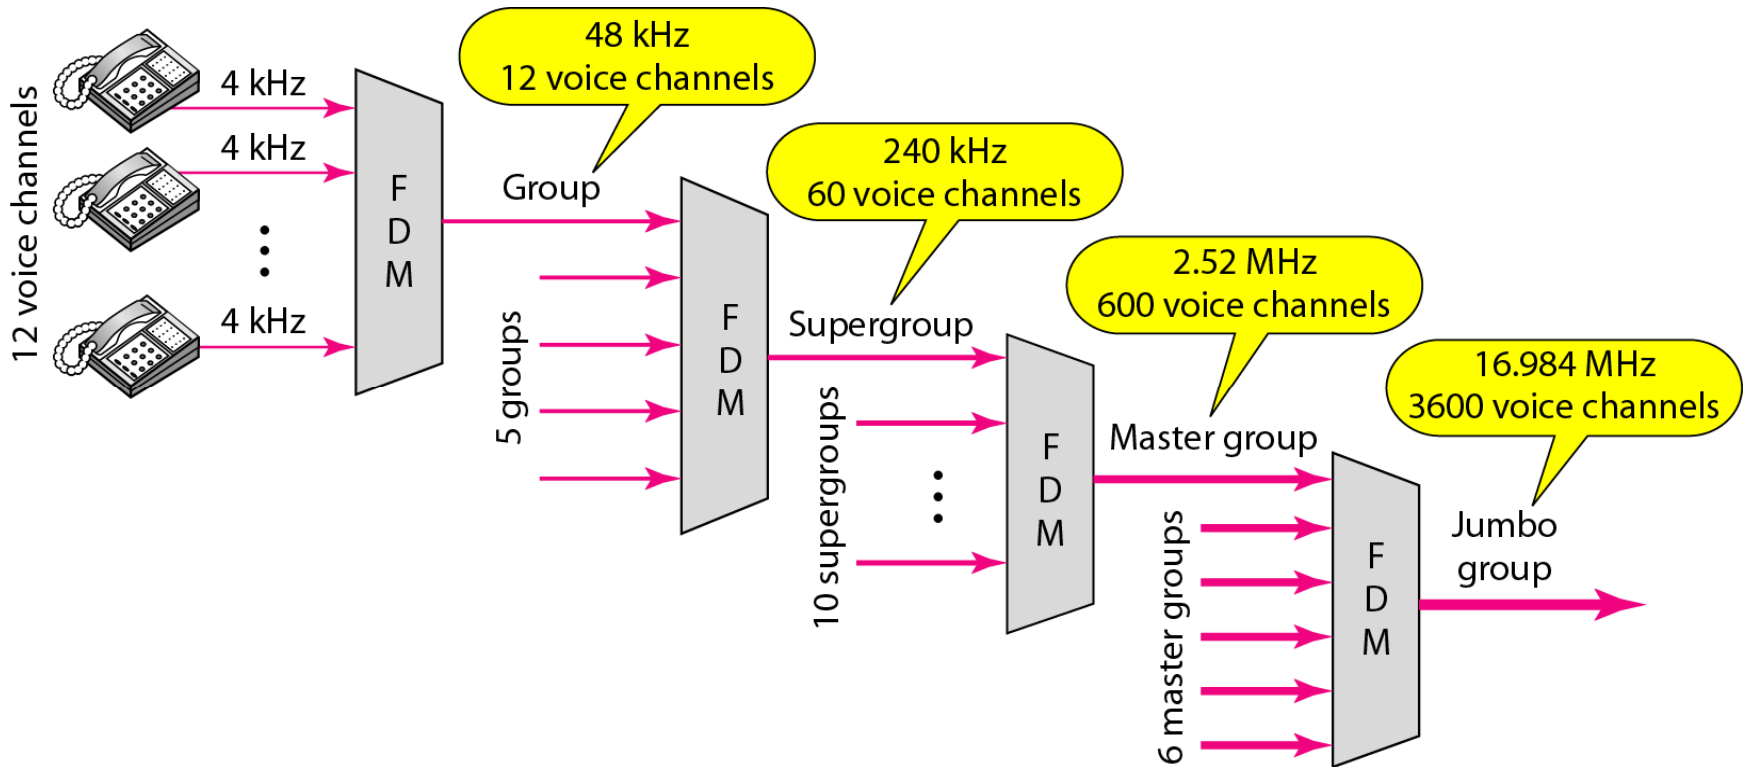 12 voice channels
4 kHz
4 kHz
4 kHz
F
D
M
48 kHz
12 voice channels
Group
5 groups
F
D
M
240 kHz
60 voice channels
Supergroup
10 supergroups
F
D
M
2.52 MHz
600 voice channels
Master group
6 master groups
F
D
M
16.984 MHz
3600 voice channels
Jumbo
group